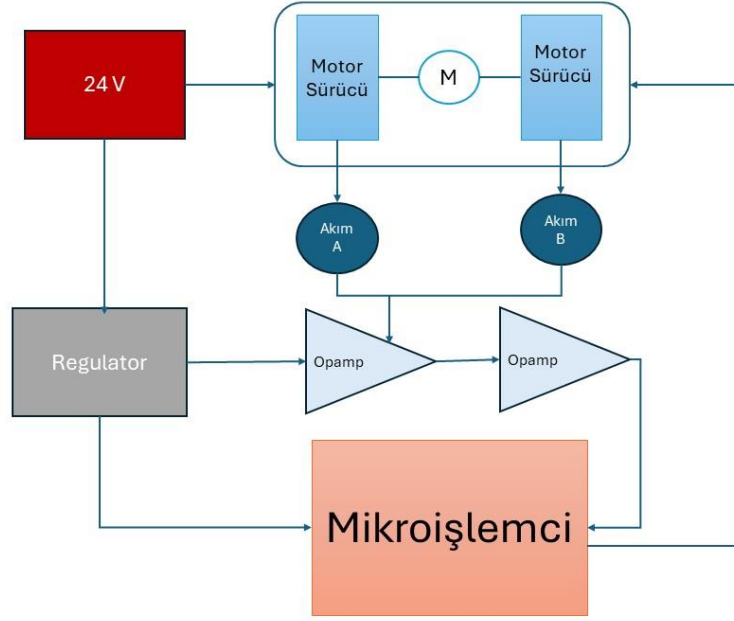 24 V
Motor
Sürücü
M
Motor
Sürücü
Akım
A
Akım
B
Regulator
Opamp
Opamp
Mikroişlemci